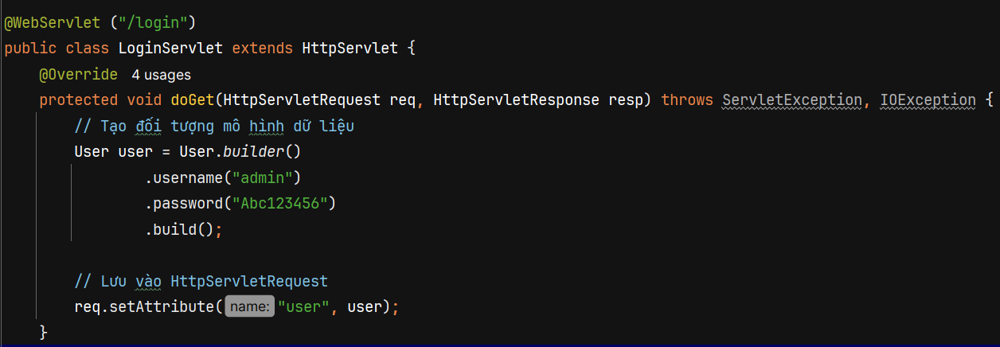 @WebServlet ("/login")
public class LoginServlet extends HttpServlet {
@Override 4 usages
protected void doGet(HttpServletRequest req, HttpServletResponse resp) throws ServletException, IOException {
// Tạo đối tượng mô hình dữ liệu
User user = User.builder()
.username("admin")
.password("Abc123456")
.build();
// Lưu vào HttpServletRequest
req.setAttribute( name: "user", user);
}